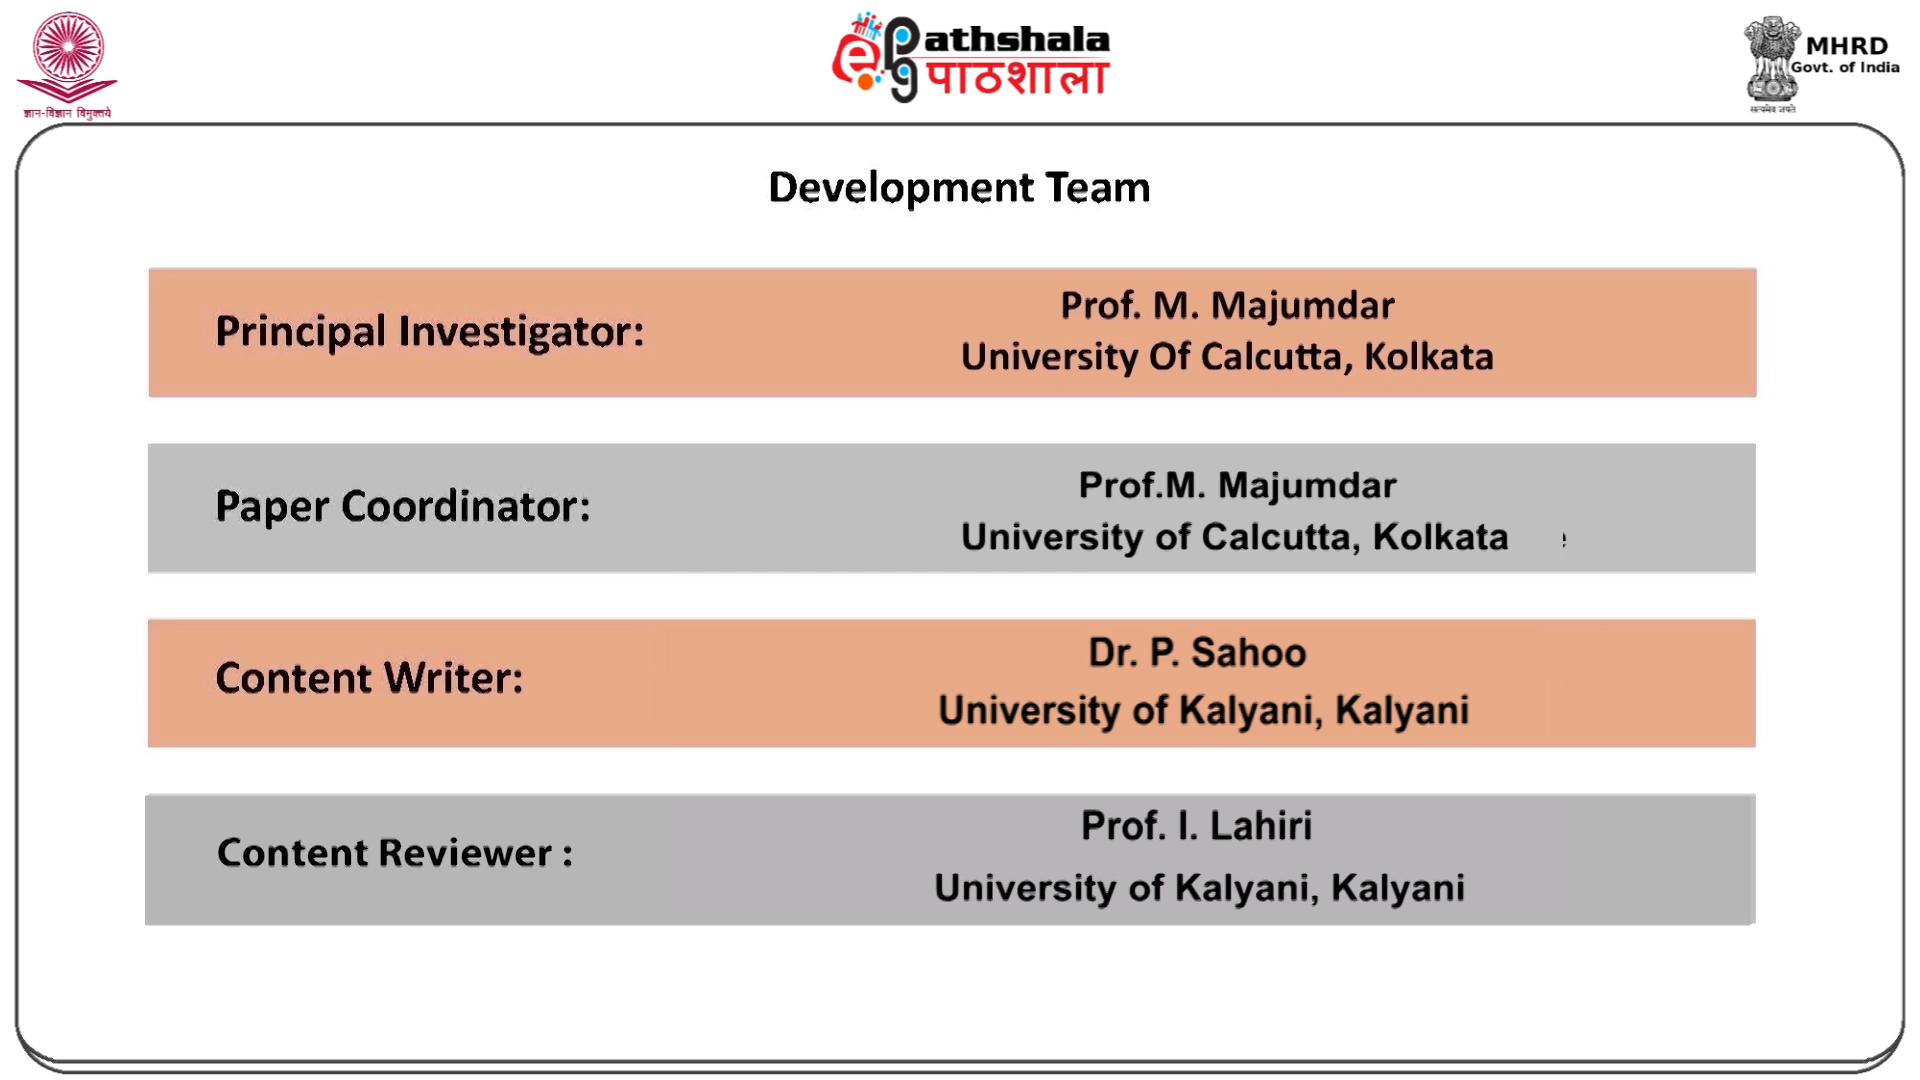 ज्ञान-विज्ञान विमुक्तये
ePathshala
पाठशाला
MHRD
Govt. of India
सत्यमेव जयते
Development Team
Principal Investigator:
Prof. M. Majumdar
University Of Calcutta, Kolkata
Paper Coordinator:
Prof.M. Majumdar
University of Calcutta, Kolkata
Content Writer:
Dr. P. Sahoo
University of Kalyani, Kalyani
Content Reviewer :
Prof. I. Lahiri
University of Kalyani, Kalyani